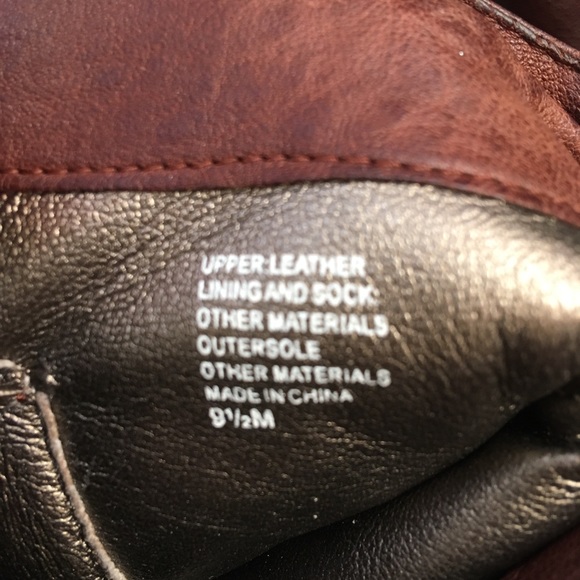 UPPER LEATHER
LINING AND SOCK:
OTHER MATERIALS
OUTERSOLE
OTHER MATERIALS
MADE IN CHINA
9½M